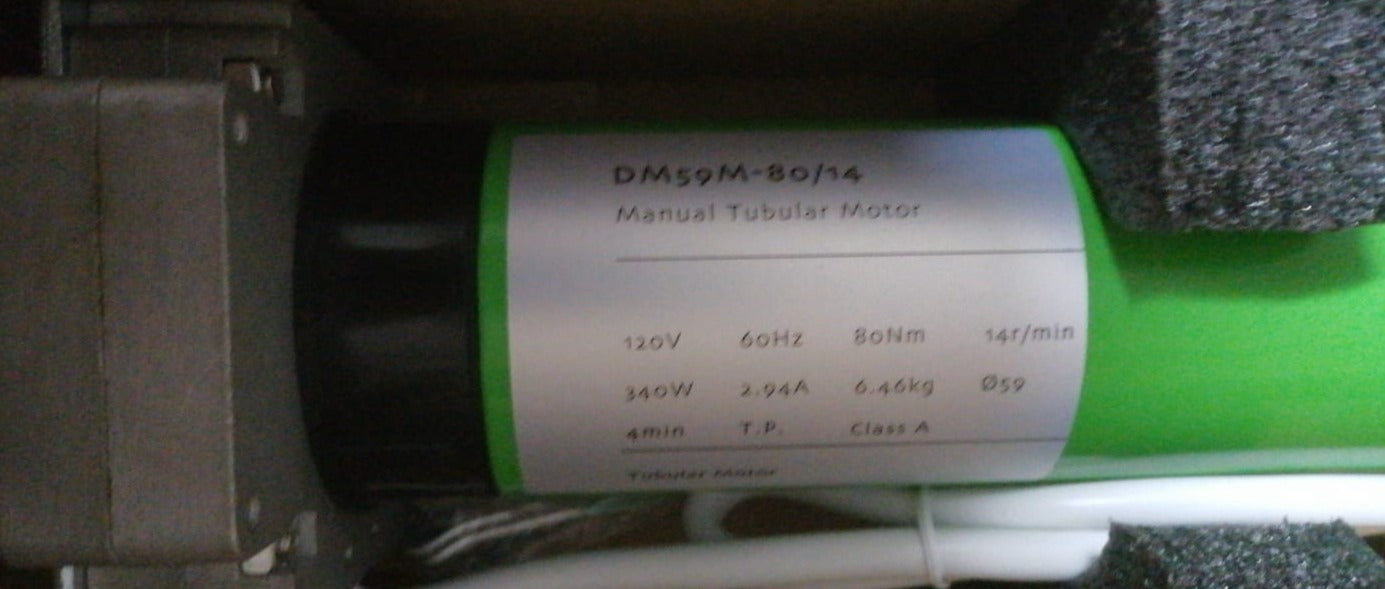 DM59M-80/14
Manual Tubular Motor
120V 60Hz 80Nm 14r/min
340W 2.94A 6.46kg Ø59
4min T.P. Class A
Tubular Motor